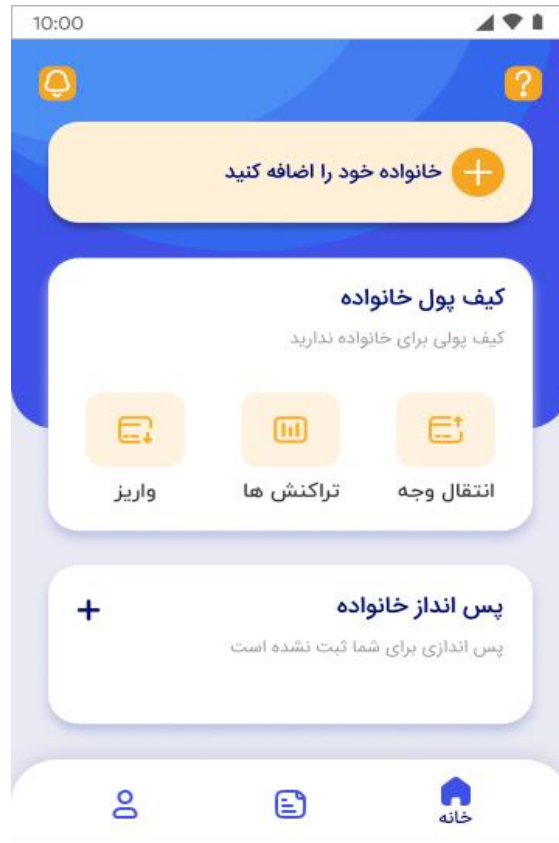 10:00
خانواده خود را اضافه کنید
کیف پول خانواده
کیف پولی برای خانواده ندارید
انتقال وجه
تراکنش ها
واریز
پس انداز خانواده
پس اندازی برای شما ثبت نشده است
خانه